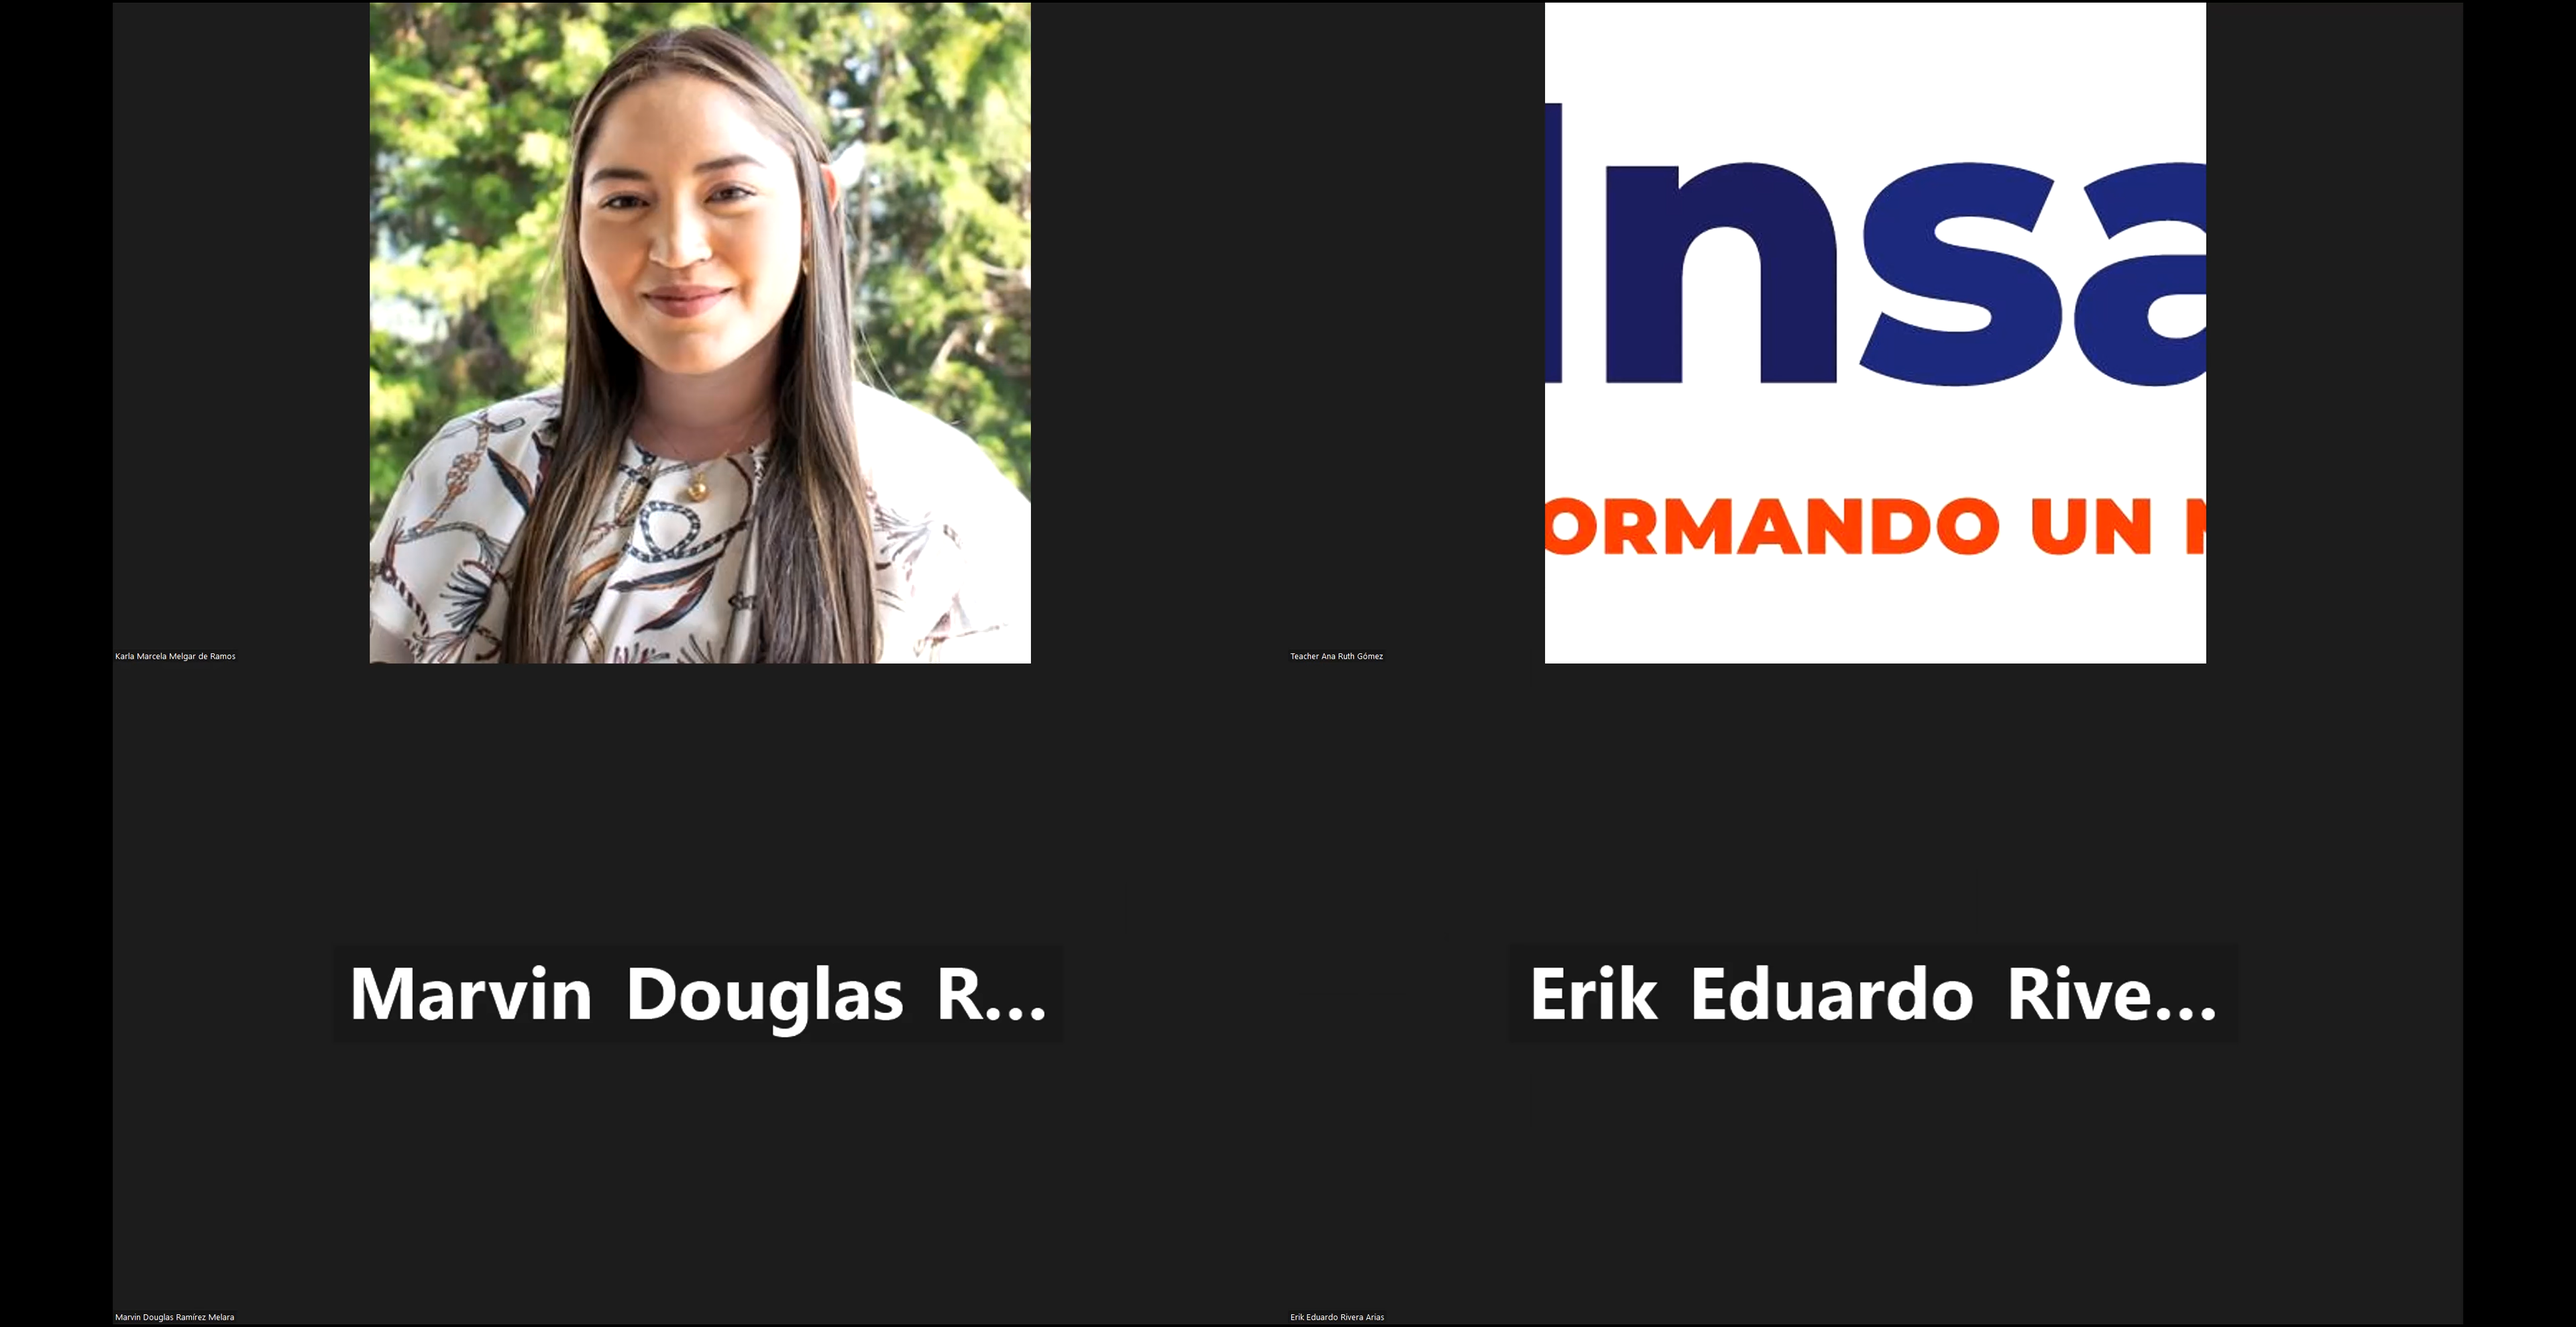 Insa
ORMANDO UN
Karla Marcela Melgar de Ramos
Teacher Ana Ruth Gómez
Marvin Douglas R...
Erik Eduardo Rive...
Marvin Douglas Ramírez Melara
Erik Eduardo Rivera Arias